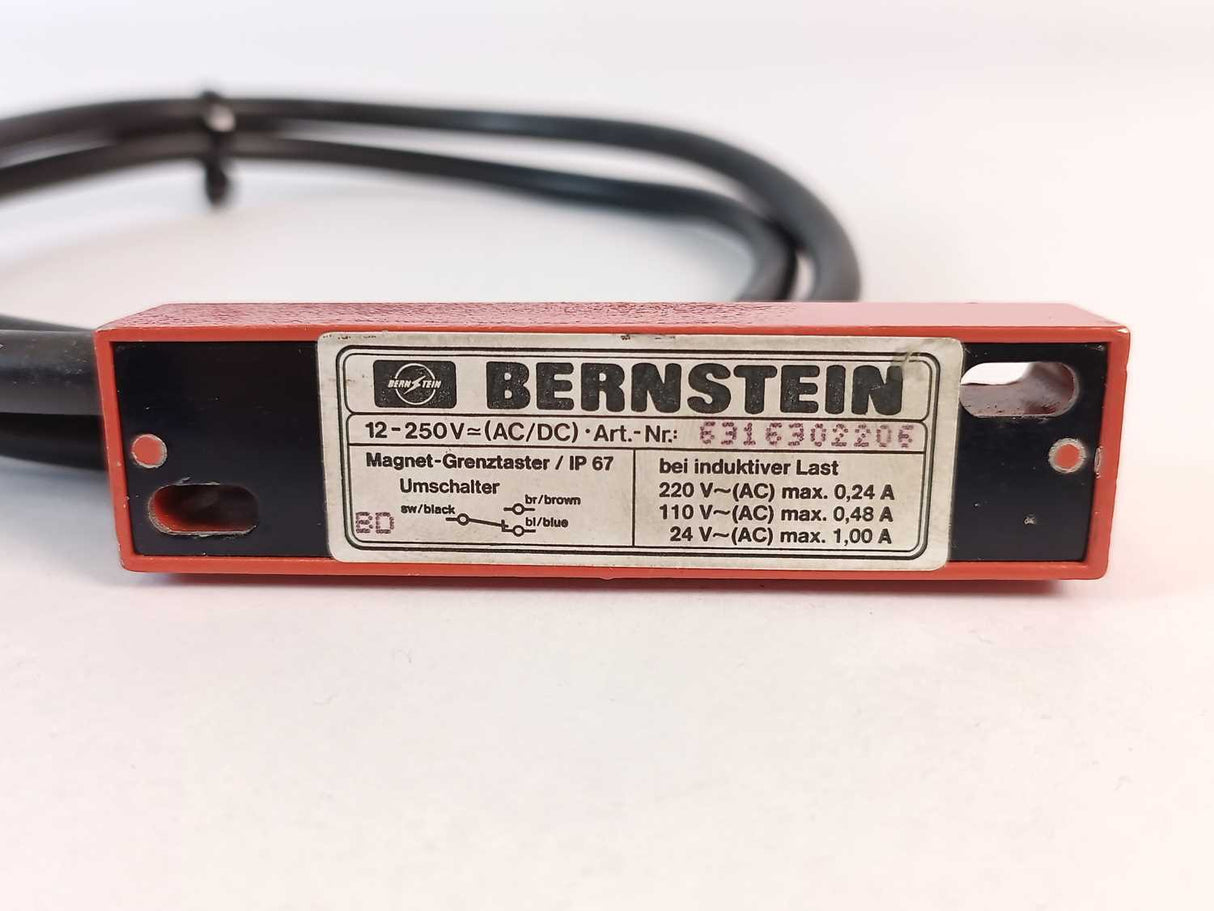 BERNSTEIN BERNSTEIN
12-250V≃(AC/DC)·Art.-Nr.: 6316302206
Magnet-Grenztaster / IP 67
Umschalter
br/brown
sw/black
bl/blue
BD
bei induktiver Last
220 V~(AC) max. 0,24 A
110 V~(AC) max. 0,48 A
24 V~(AC) max. 1,00 A